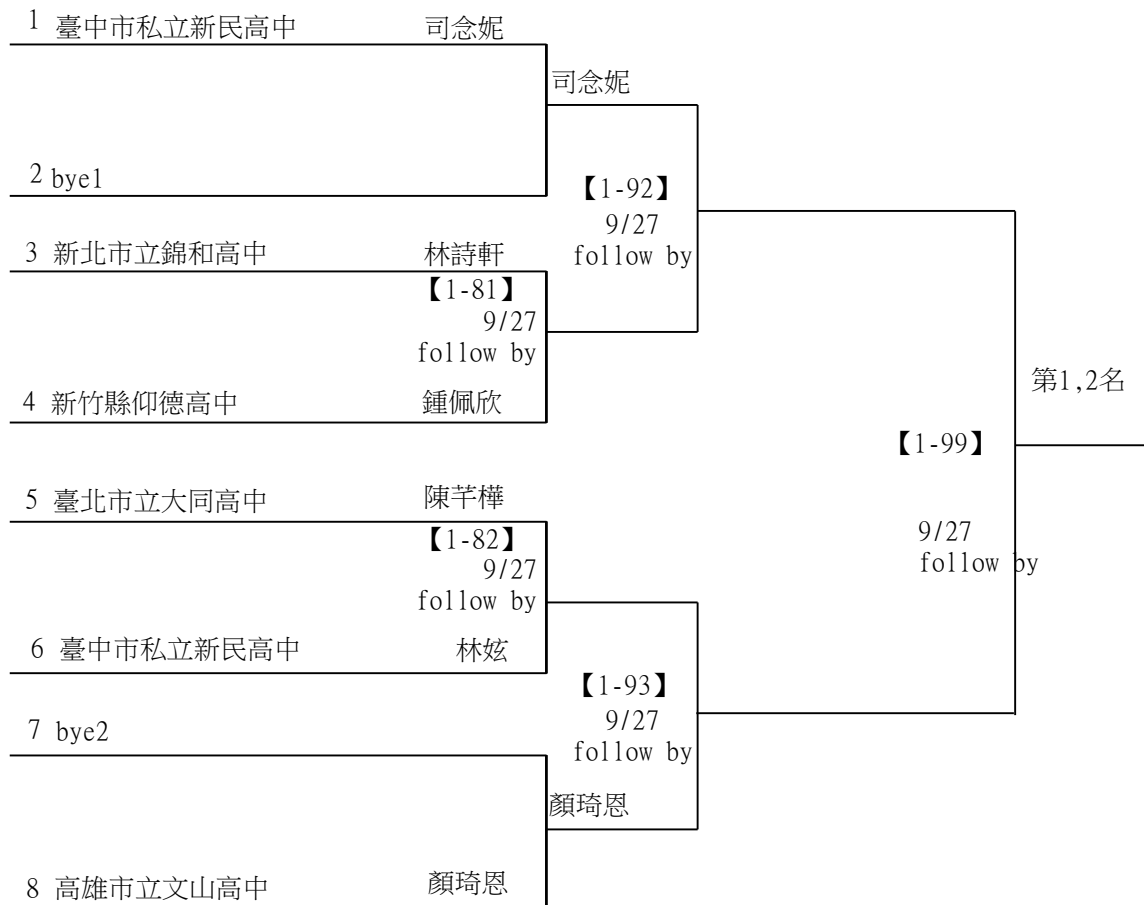 1 臺中市私立新民高中 司念妮
司念妮
2 bye1
【1-92】
9/27
follow by
3 新北市立錦和高中 林詩軒
【1-81】
9/27
follow by
4 新竹縣仰德高中 鍾佩欣
第1,2名
【1-99】
9/27
follow by
5 臺北市立大同高中 陳芊樺
【1-82】
9/27
follow by
6 臺中市私立新民高中 林妶
【1-93】
9/27
follow by
7 bye2
顏琦恩
8 高雄市立文山高中 顏琦恩